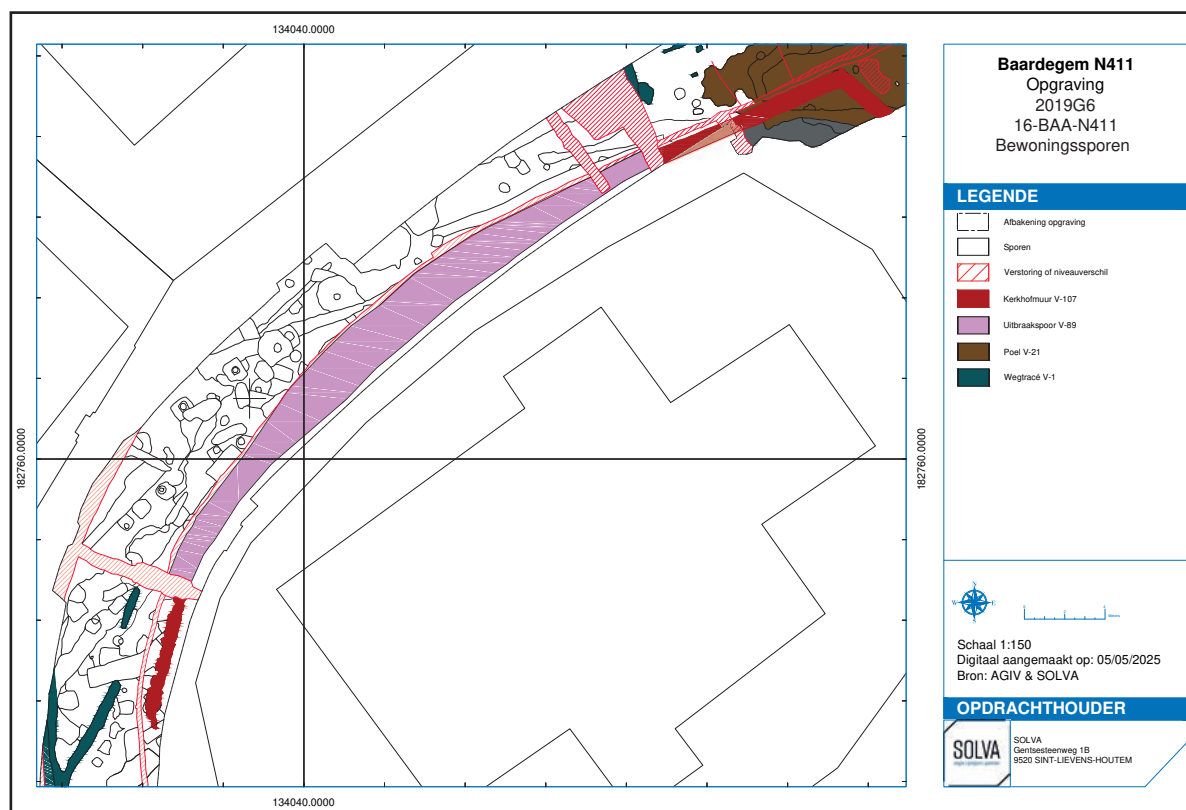 134040.0000
182760.0000
182760.0000
134040.0000
Baardegem N411
Opgraving
2019G6
16-BAA-N411
Bewoningssporen
LEGENDE
Afbakening opgraving
Sporen
Verstoring of niveauverschil
Kerkhofmuur V-107
Uitbraakspoor V-89
Poel V-21
Wegtracé V-1
N
W E
S
Schaal 1:150
Digitaal aangemaakt op: 05/05/2025
Bron: AGIV & SOLVA
OPDRACHTHOUDER
SOLVA
SOLVA
Gentsesteenweg 1B
9520 SINT-LIEVENS-HOUTEM